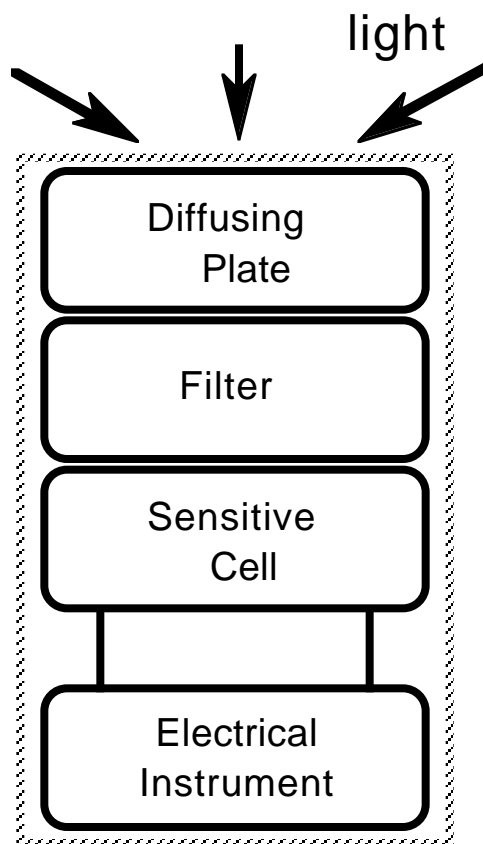 light
Diffusing
Plate
Filter
Sensitive
Cell
Electrical
Instrument